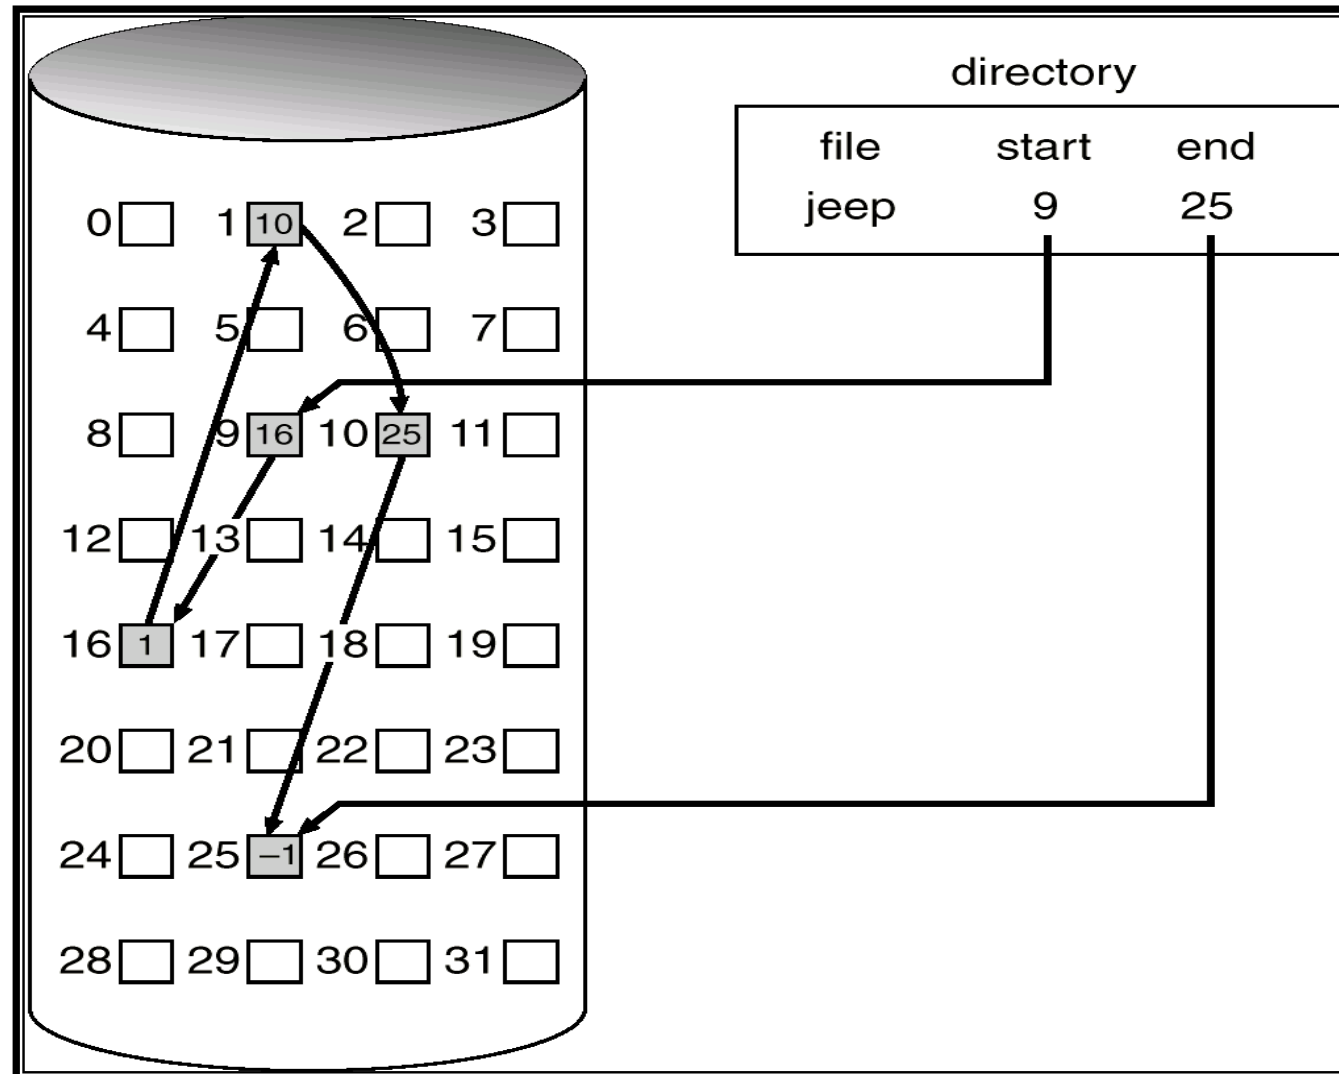 directory
file start end
jeep 9 25
0 1 10 2 3
4 5 6 7
8 9 16 10 25 11
12 13 14 15
16 1 17 18 19
20 21 22 23
24 25 –1 26 27
28 29 30 31